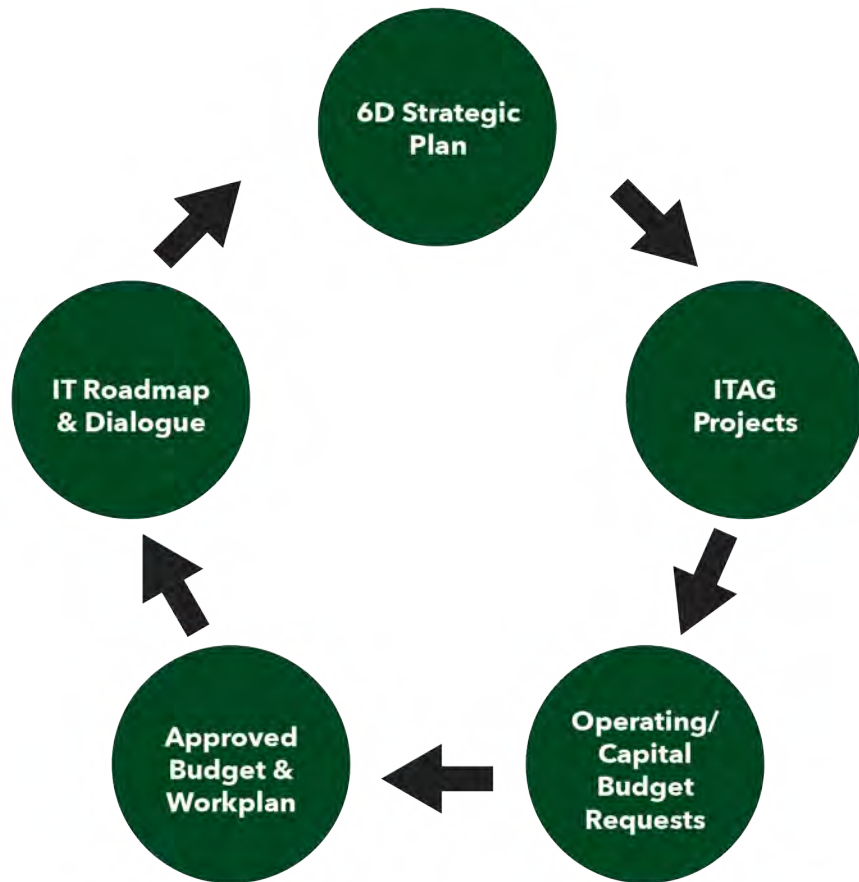 6D Strategic
Plan
ITAG
Projects
Operating/
Capital
Budget
Requests
Approved
Budget &
Workplan
IT Roadmap
& Dialogue